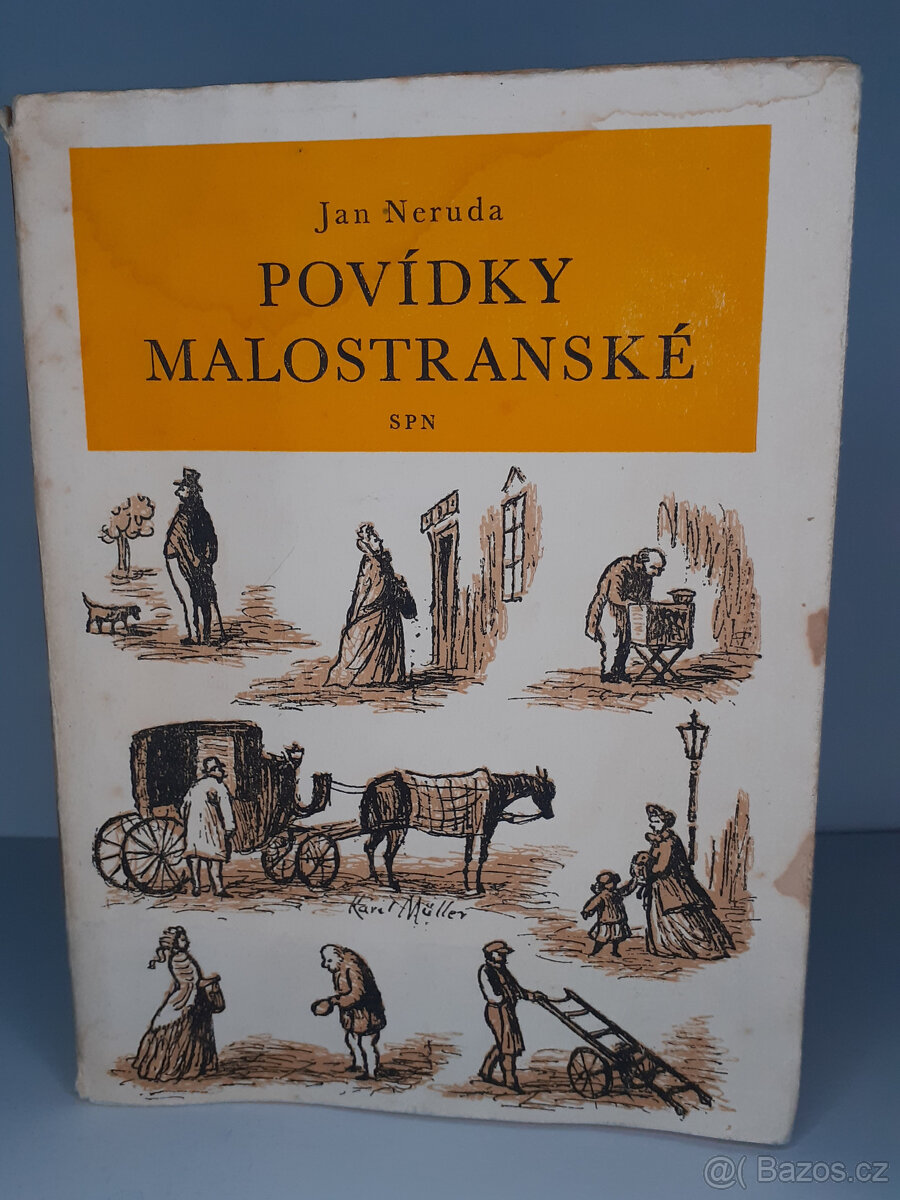 Jan Neruda
POVÍDKY
MALOSTRANSKÉ
SPN
Karel Müller
@( Bazos.cz